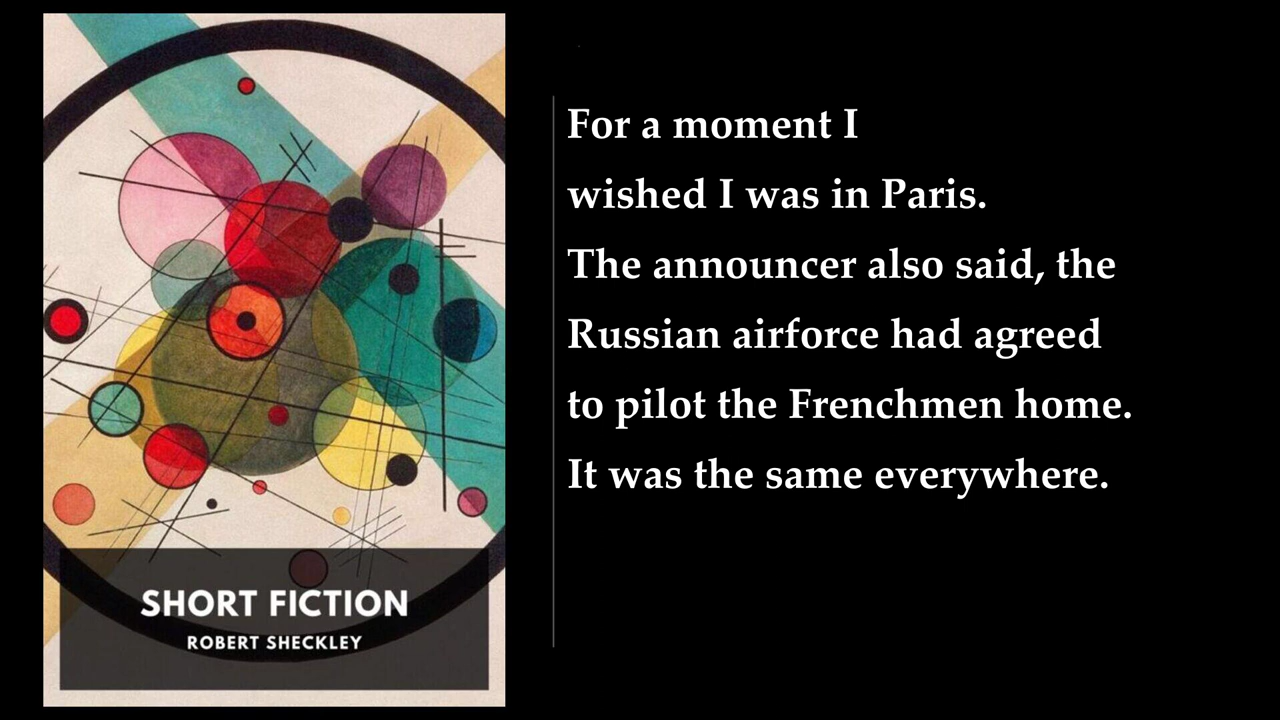 SHORT FICTION
ROBERT SHECKLEY
For a moment I
wished I was in Paris.
The announcer also said, the
Russian airforce had agreed
to pilot the Frenchmen home.
It was the same everywhere.